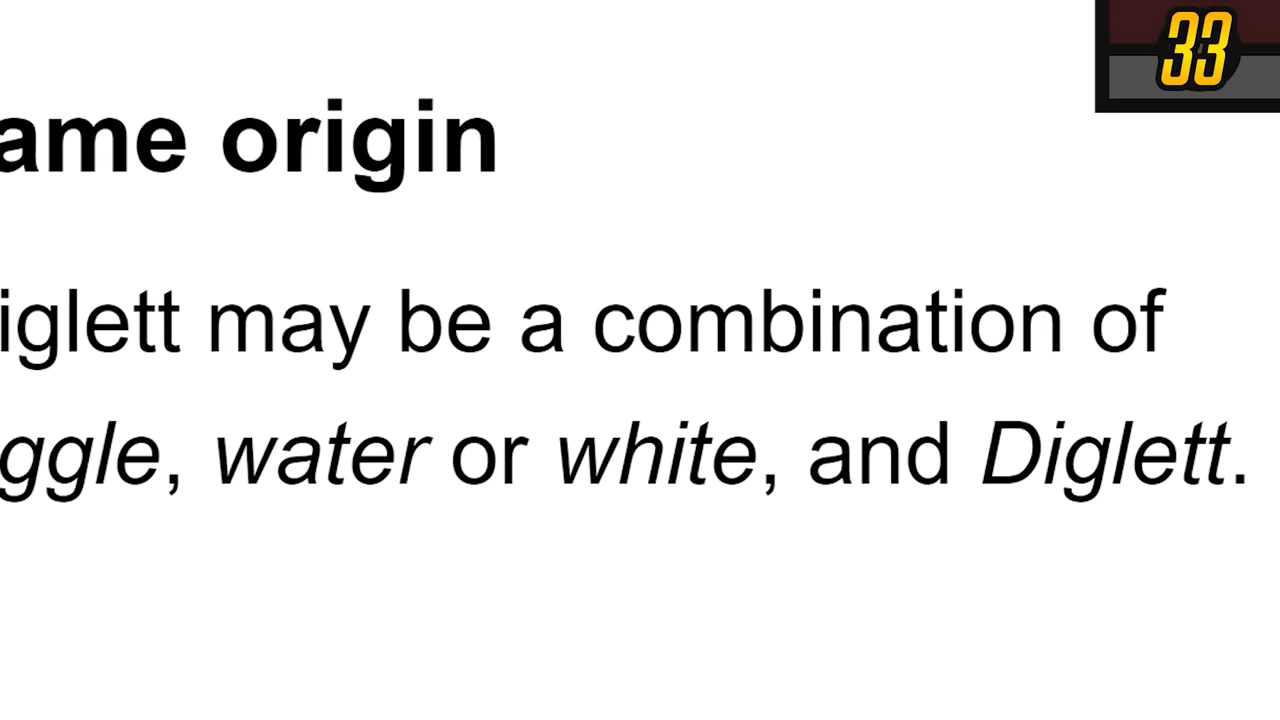 33
ame origin
iglett may be a combination of
ggle, water or white, and Diglett.